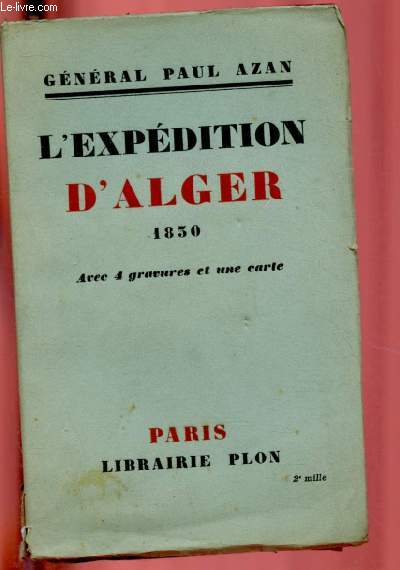 Le-livre.com
GÉNÉRAL PAUL AZAN
L'EXPÉDITION
D'ALGER
1830
Avec 4 gravures et une carte
PARIS
LIBRAIRIE PLON
2e mille